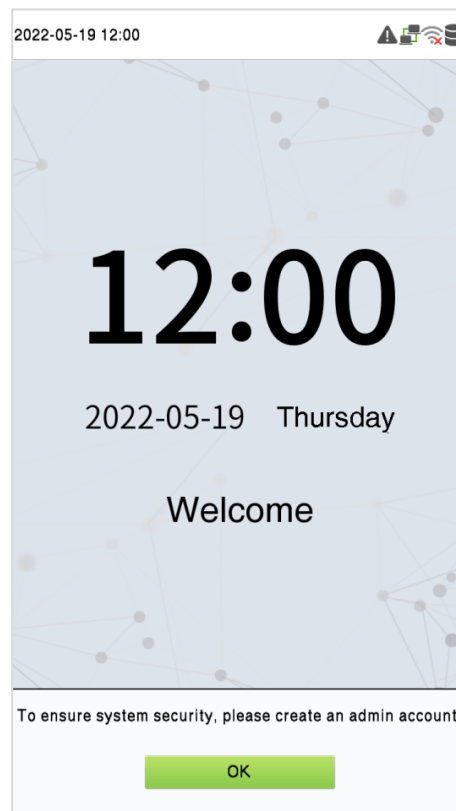 2022-05-19 12:00
12:00
2022-05-19 Thursday
Welcome
To ensure system security, please create an admin account
OK